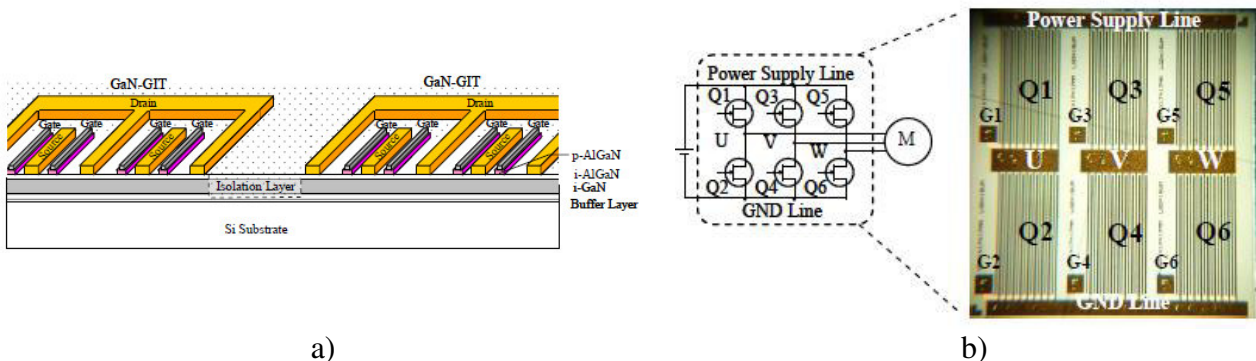 GaN-GIT
GaN-GIT
Drain
Drain
Gate Gate Gate Gate
Gate Gate Gate Gate
Source Source
Source Source
p-AlGaN
i-AlGaN
Isolation Layer
i-GaN
Buffer Layer
Si Substrate
a)
Power Supply Line
Q1 Q3 Q5
U V W
M
Q2 Q4 Q6
GND Line
Power Supply Line
Q1 Q3 Q5
G1 G3 G5
U V W
Q2 Q4 Q6
G2 G4 G6
GND Line
b)